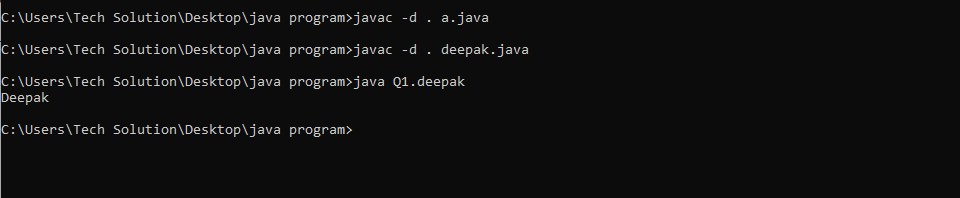 C:\Users\Tech Solution\Desktop\java program>javac -d . a.java
C:\Users\Tech Solution\Desktop\java program>javac -d . deepak.java
C:\Users\Tech Solution\Desktop\java program>java Q1.deepak
Deepak
C:\Users\Tech Solution\Desktop\java program>